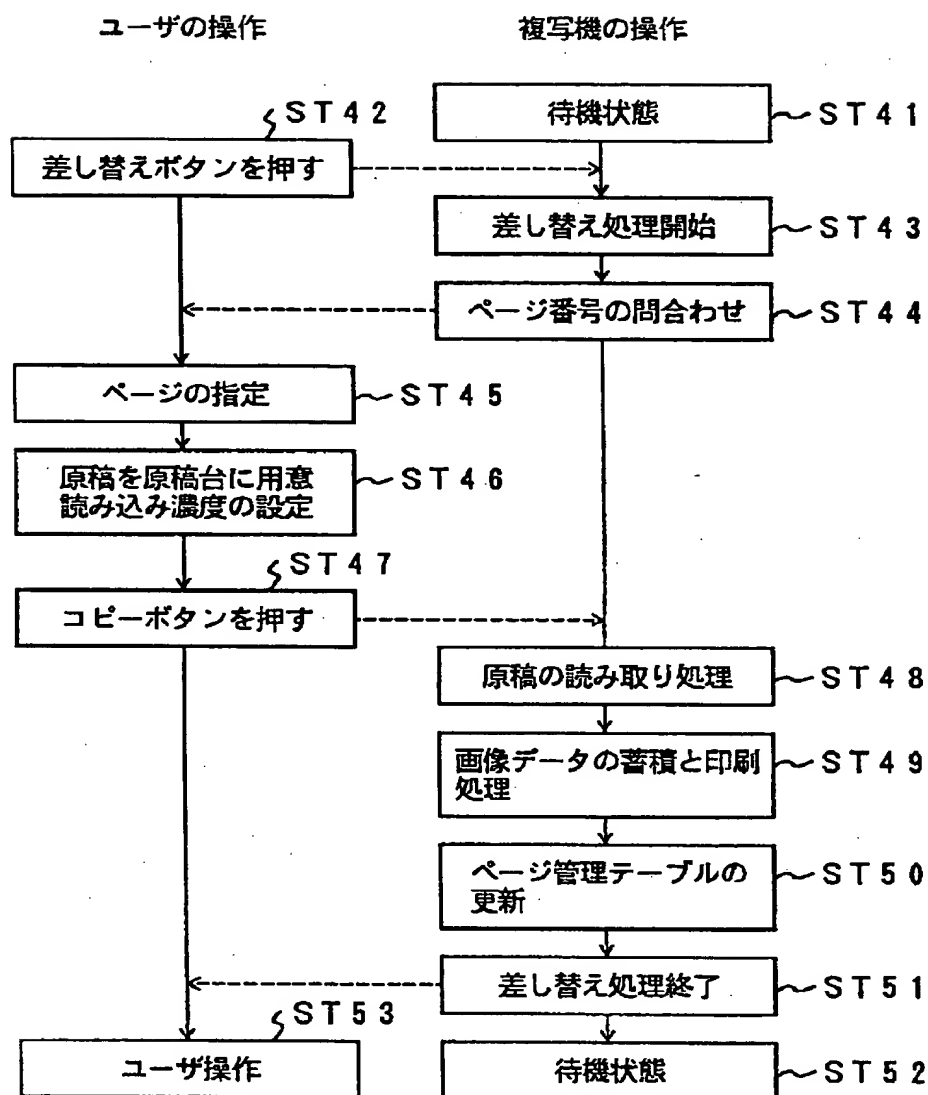 ユーザの操作
複写機の操作
待機状態
ST41
ST42
差し替えボタンを押す
差し替え処理開始
ST43
ページ番号の問合わせ
ST44
ページの指定
ST45
原稿を原稿台に用意
読み込み濃度の設定
ST46
ST47
コピーボタンを押す
原稿の読み取り処理
ST48
画像データの蓄積と印刷
処理
ST49
ページ管理テーブルの
更新
ST50
差し替え処理終了
ST51
ST53
ユーザ操作
待機状態
ST52